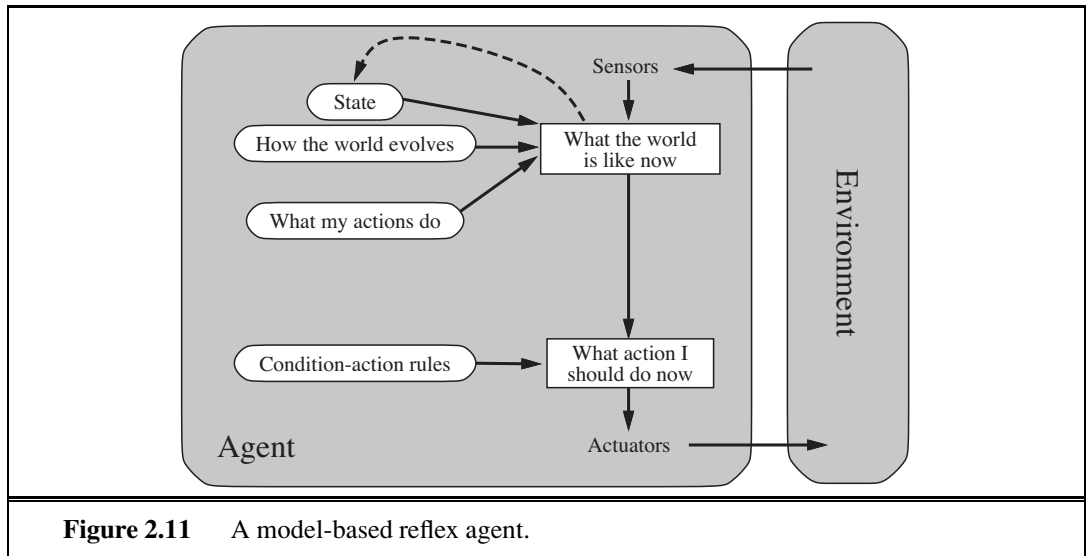 Sensors
State
What the world
is like now
How the world evolves
What my actions do
Environment
Condition-action rules
What action I
should do now
Agent
Actuators
Figure 2.11 A model-based reflex agent.